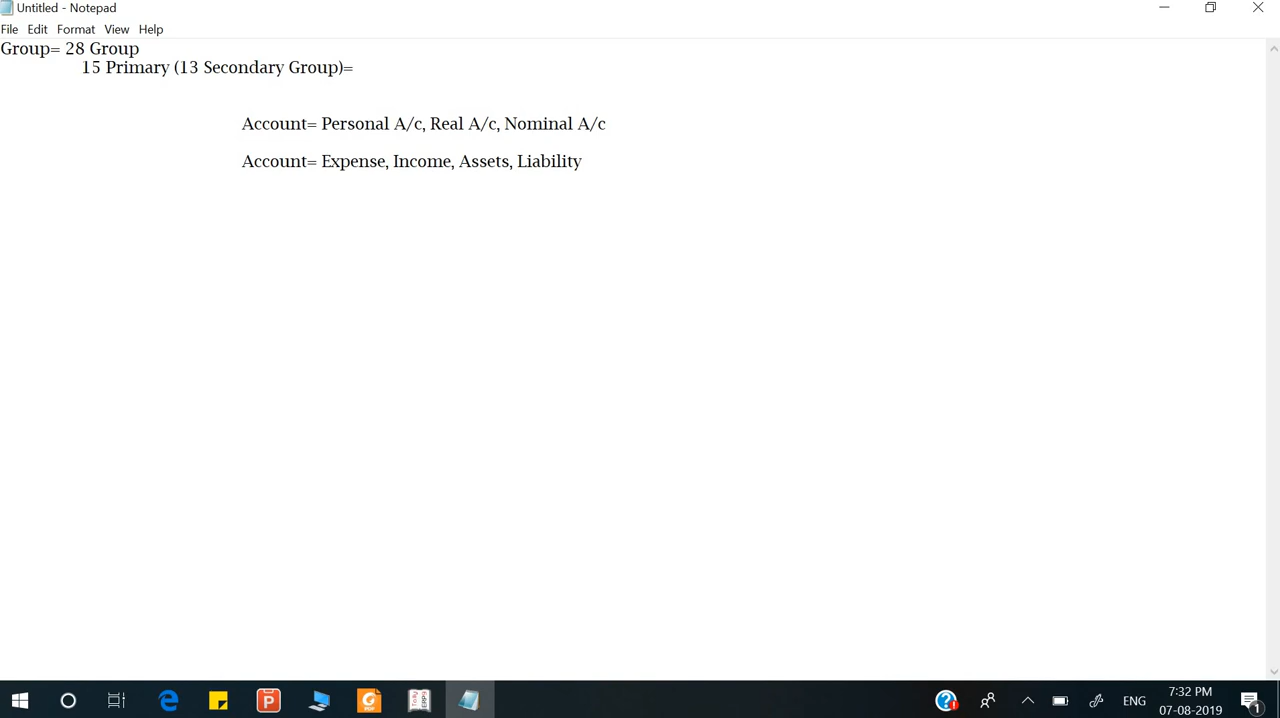 Untitled - Notepad
File Edit Format View Help
Group= 28 Group
15 Primary (13 Secondary Group)=
Account= Personal A/c, Real A/c, Nominal A/c
Account= Expense, Income, Assets, Liability
ENG
7:32 PM
07-08-2019
1